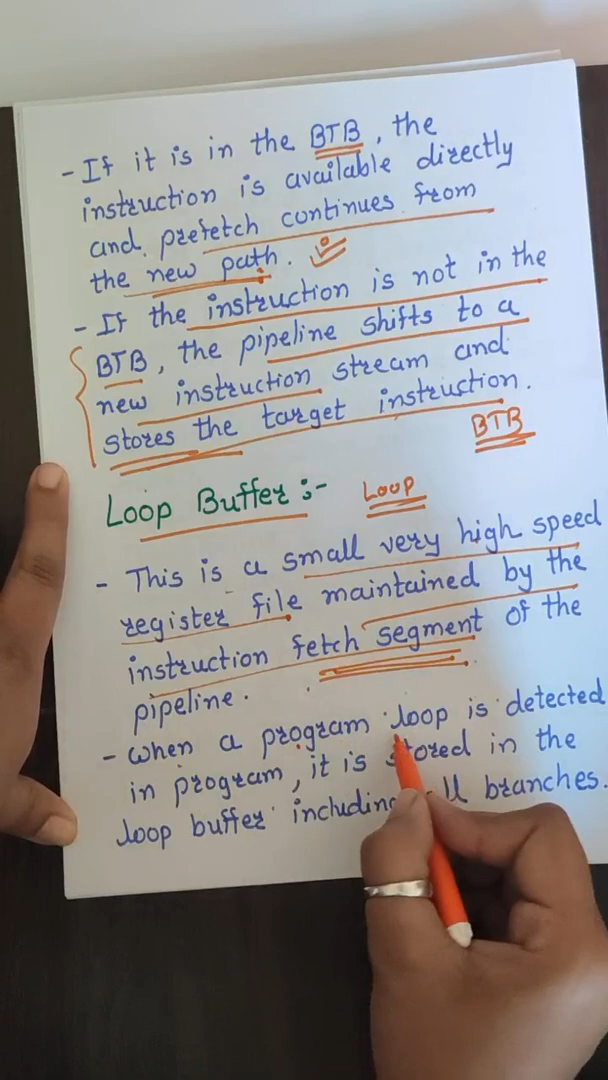 - If it is in the BTB, the
instruction is available directly
and prefetch continues from
the new path.
- If the instruction is not in the
BTB, the pipeline shifts to a
new instruction stream and
stores the target instruction.
BTB
Loop Buffer :- Loop
- This is a small very high speed
register file maintained by the
instruction fetch segment of the
pipeline.
- When a program loop is detected
in program, it is stored in the
loop buffer including all branches.